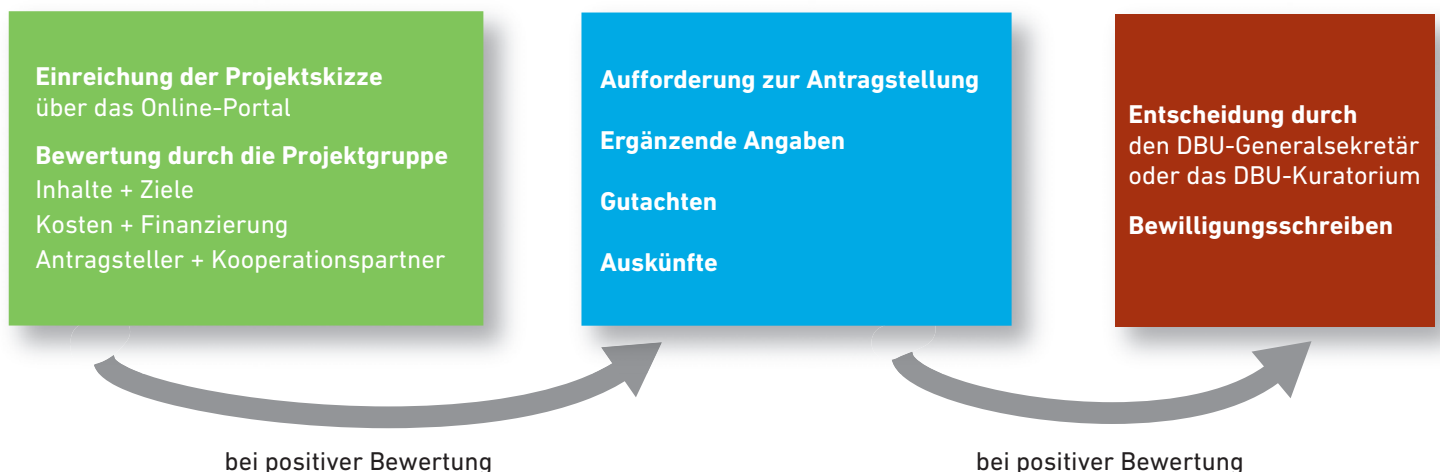 Einreichung der Projektskizze
über das Online-Portal
Bewertung durch die Projektgruppe
Inhalte + Ziele
Kosten + Finanzierung
Antragsteller + Kooperationspartner
Aufforderung zur Antragstellung
Ergänzende Angaben
Gutachten
Auskünfte
Entscheidung durch
den DBU-Generalsekretär
oder das DBU-Kuratorium
Bewilligungsschreiben
bei positiver Bewertung
bei positiver Bewertung